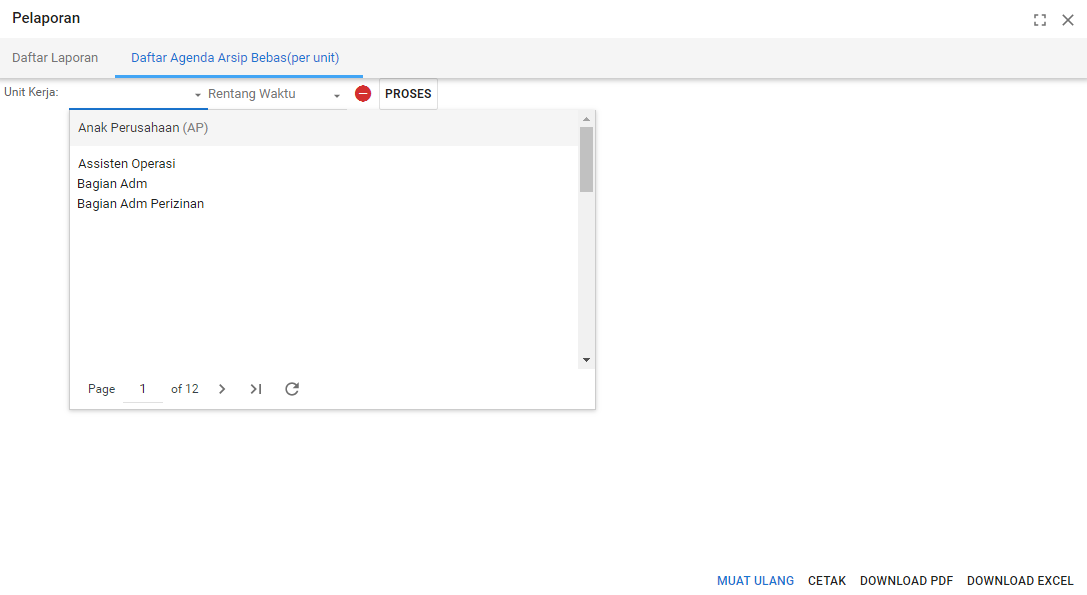 Pelaporan
Daftar Laporan
Daftar Agenda Arsip Bebas(per unit)
Unit Kerja:
Rentang Waktu
PROSES
Anak Perusahaan (AP)
Assisten Operasi
Bagian Adm
Bagian Adm Perizinan
Page 1 of 12
MUAT ULANG
CETAK
DOWNLOAD PDF
DOWNLOAD EXCEL